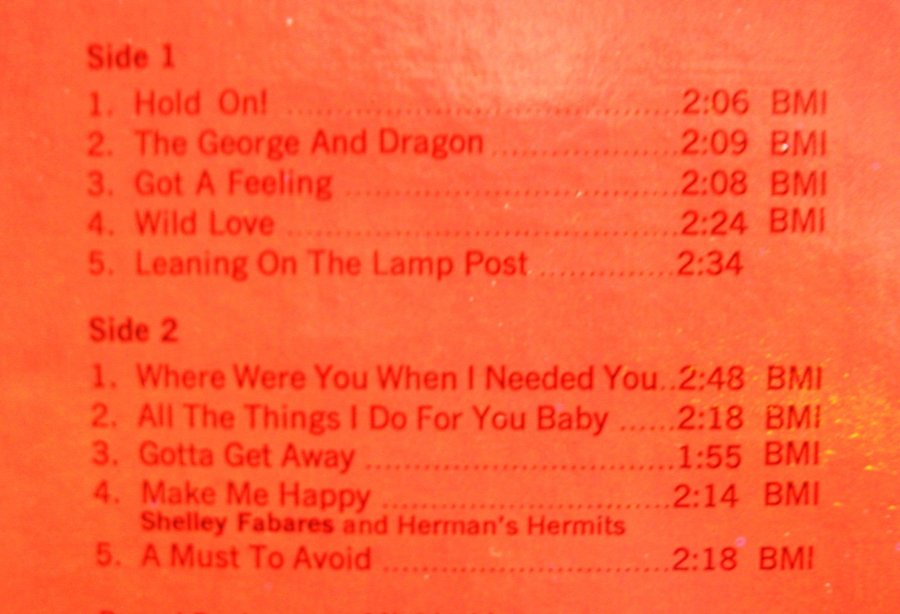 Side 1
1. Hold On! ........................................ 2:06 BMI
2. The George And Dragon .................... 2:09 BMI
3. Got A Feeling .................................. 2:08 BMI
4. Wild Love ........................................ 2:24 BMI
5. Leaning On The Lamp Post ............... 2:34
Side 2
1. Where Were You When I Needed You.. 2:48 BMI
2. All The Things I Do For You Baby ...... 2:18 BMI
3. Gotta Get Away ................................ 1:55 BMI
4. Make Me Happy .............................. 2:14 BMI
Shelley Fabares and Herman's Hermits
5. A Must To Avoid .............................. 2:18 BMI